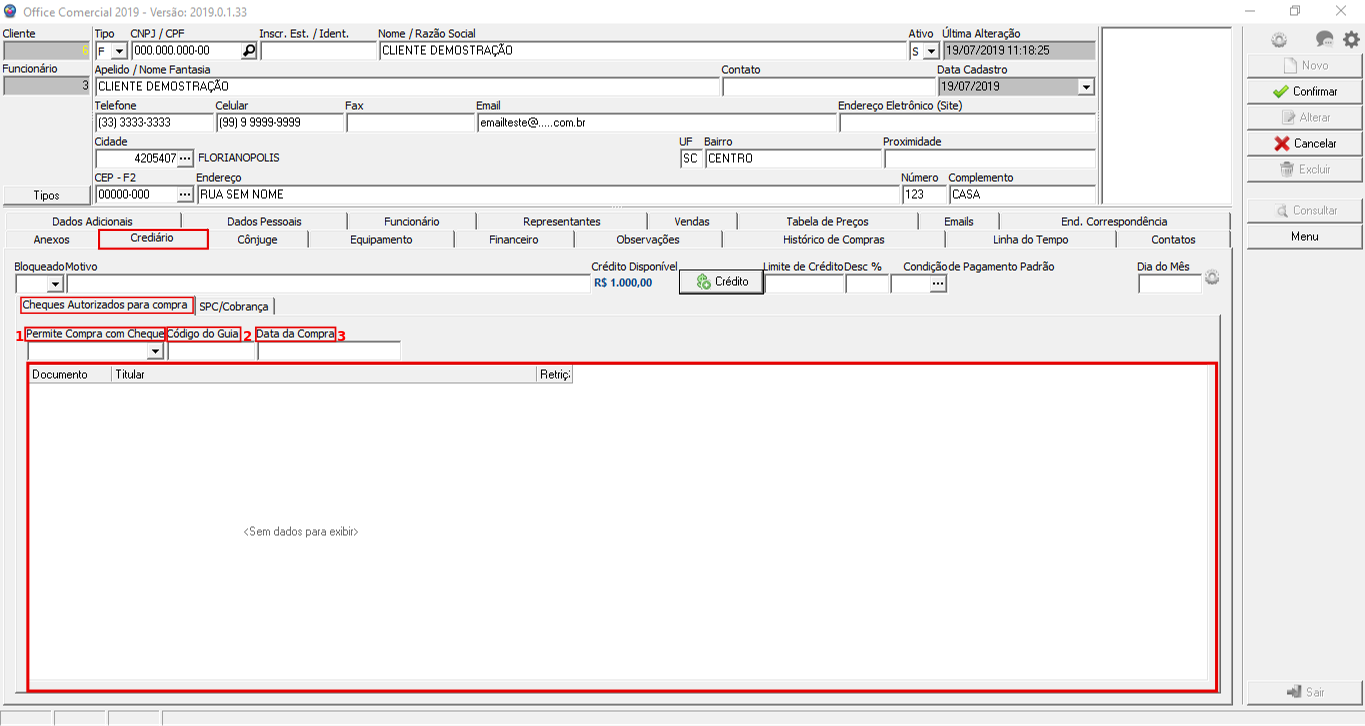 Office Comercial 2019 - Versão: 2019.0.1.33
Cliente Tipo CNPJ / CPF Inscr. Est. / Ident. Nome / Razão Social Ativo Última Alteração
6 F 000.000.000-00 CLIENTE DEMOSTRAÇÃO S 19/07/2019 11:18:25
Funcionário Apelido / Nome Fantasia Contato Data Cadastro
3 CLIENTE DEMOSTRAÇÃO 19/07/2019
Telefone Celular Fax Email Endereço Eletrônico (Site)
(33) 3333-3333 (99) 9 9999-9999 emailteste@.....com.br
Cidade UF Bairro Proximidade
4205407 ... FLORIANOPOLIS SC CENTRO
CEP - F2 Endereço Número Complemento
Tipos 00000-000 ... RUA SEM NOME 123 CASA
Novo
Confirmar
Alterar
Cancelar
Excluir
Consultar
Menu
Dados Adicionais Dados Pessoais Funcionário Representantes Vendas Tabela de Preços Emails End. Correspondência
Anexos Crediário Cônjuge Equipamento Financeiro Observações Histórico de Compras Linha do Tempo Contatos
Bloqueado Motivo Crédito Disponível Limite de Crédito Desc % Condição de Pagamento Padrão Dia do Mês
R$ 1.000,00 Crédito ...
Cheques Autorizados para compra SPC/Cobrança
1 Permite Compra com Cheque Código do Guia 2 Data da Compra 3
Documento Titular Retriç:
<Sem dados para exibir>
Sair